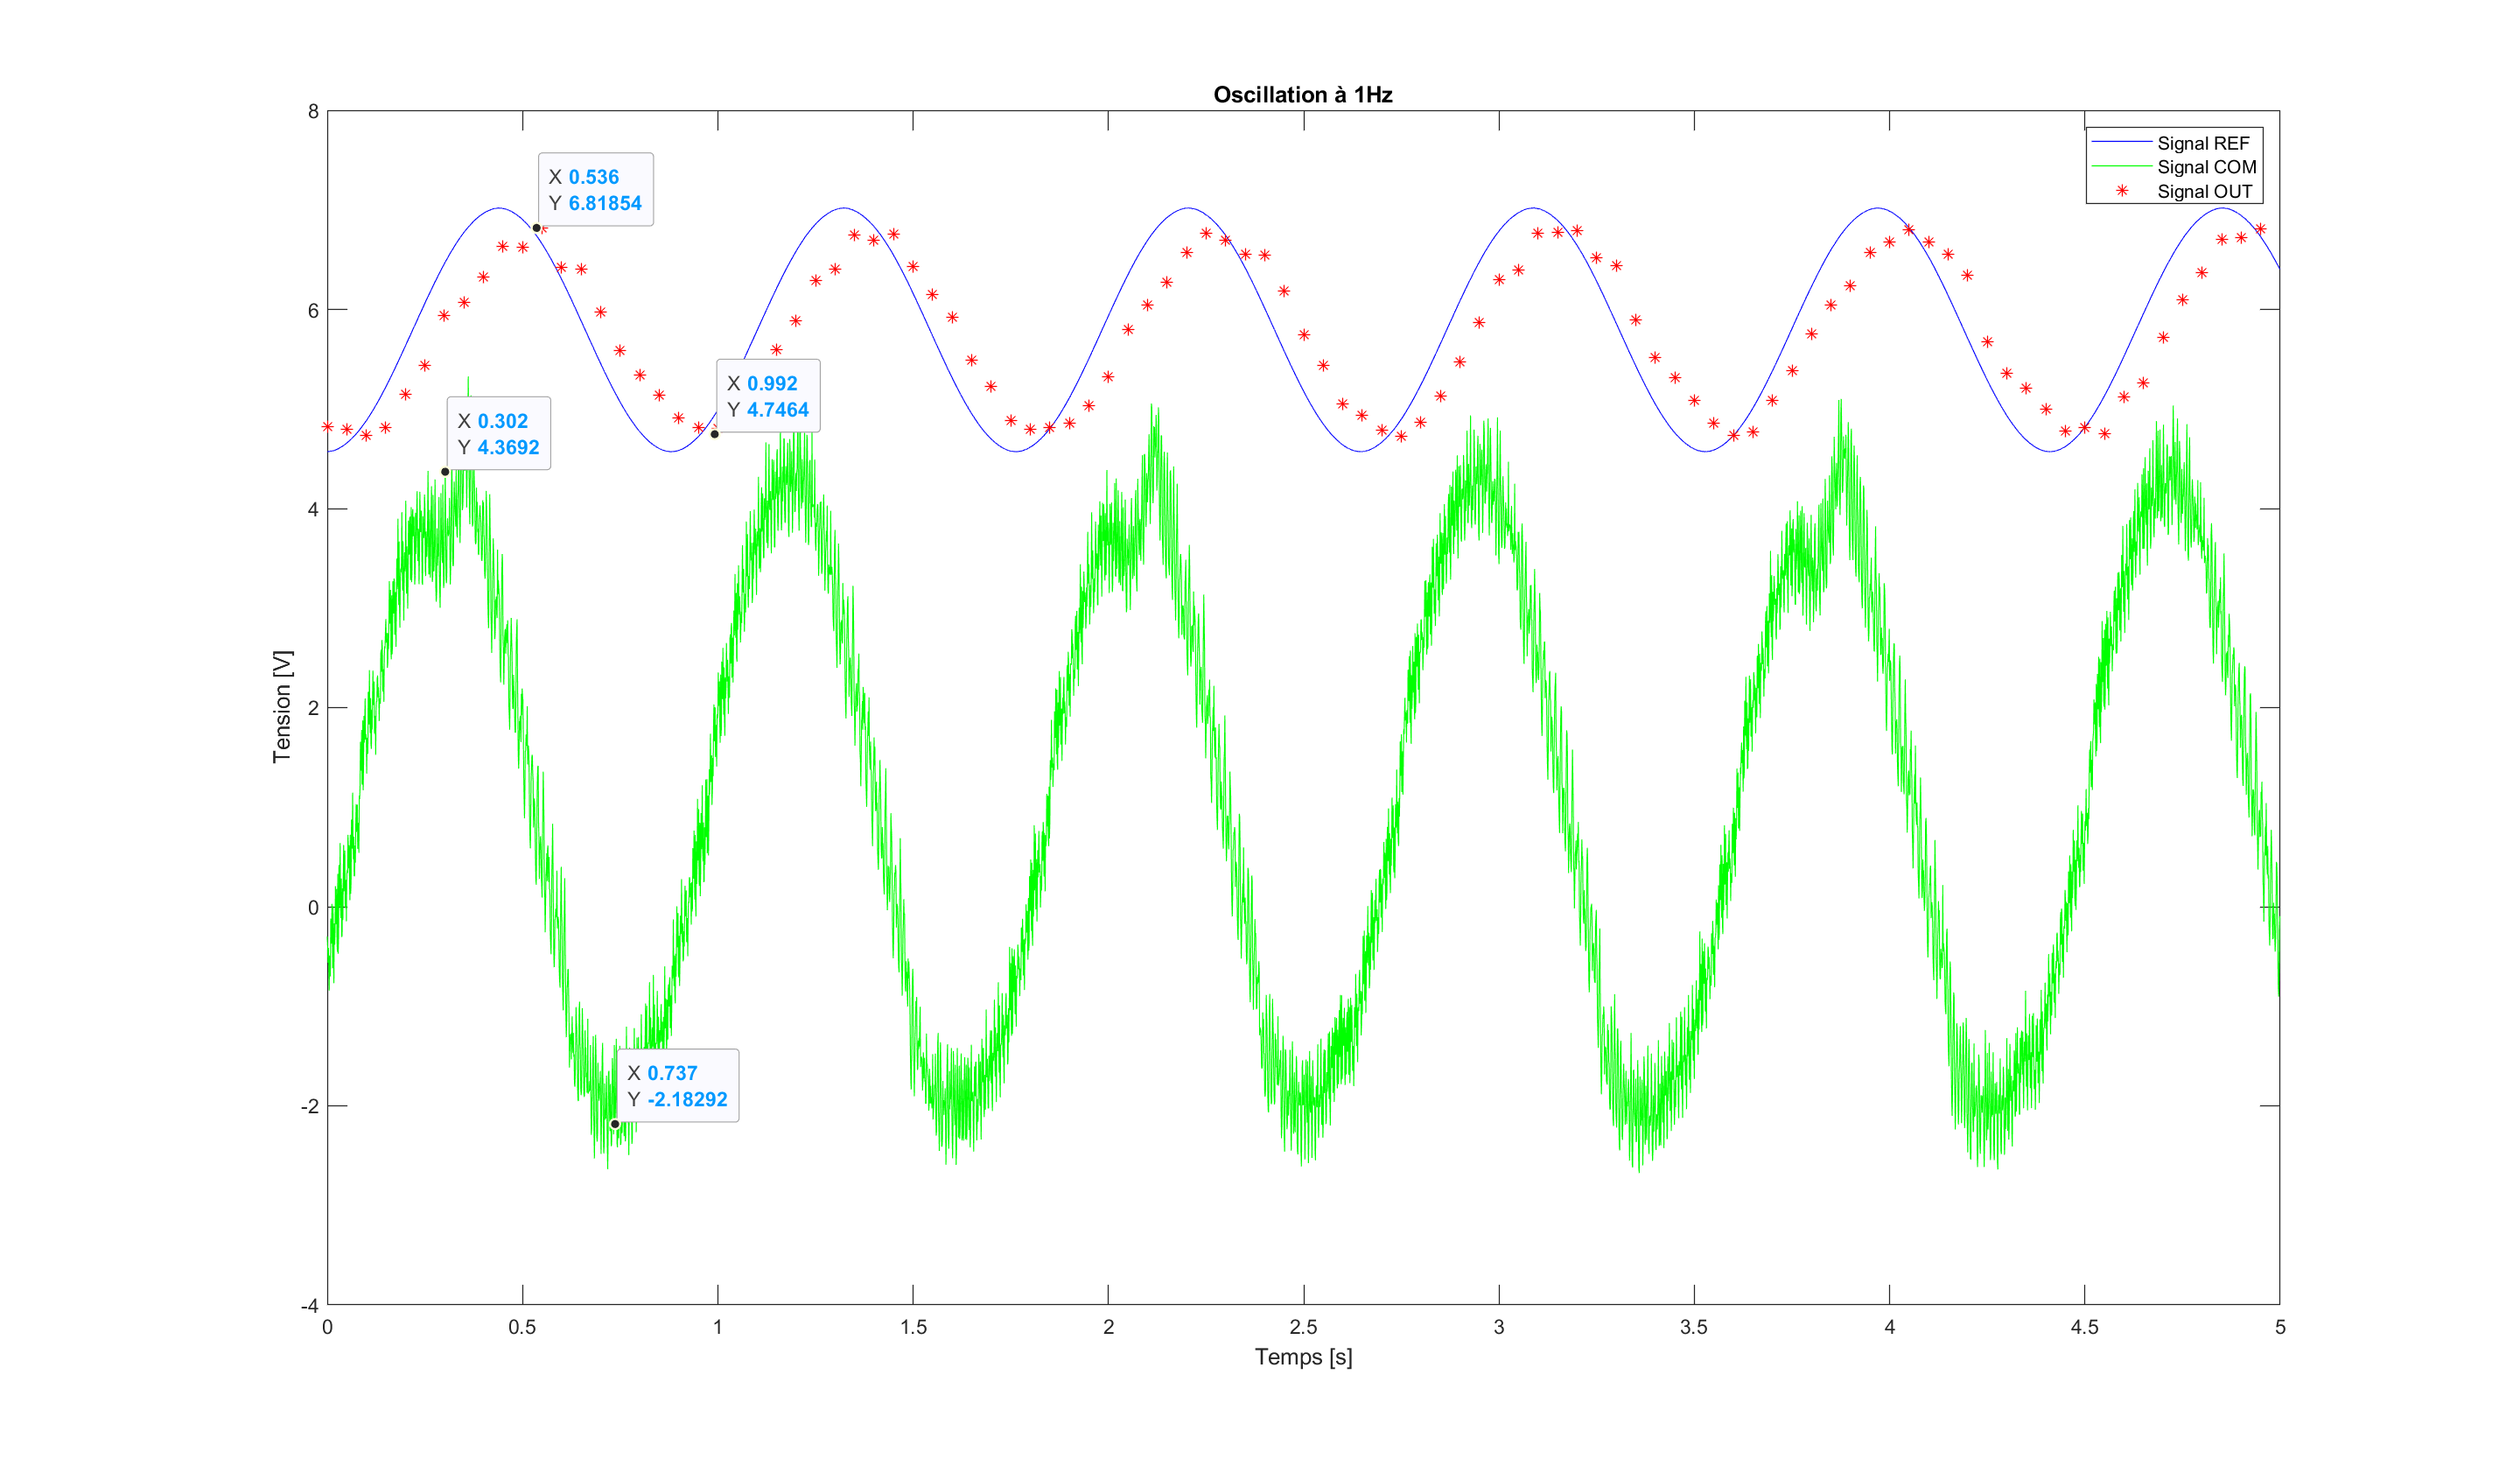 Oscillation à 1Hz
8
6
4
2
0
-2
-4
Tension [V]
Signal REF
Signal COM
Signal OUT
X 0.536
Y 6.81854
X 0.992
Y 4.7464
X 0.302
Y 4.3692
X 0.737
Y -2.18292
0 0.5 1 1.5 2 2.5 3 3.5 4 4.5 5
Temps [s]